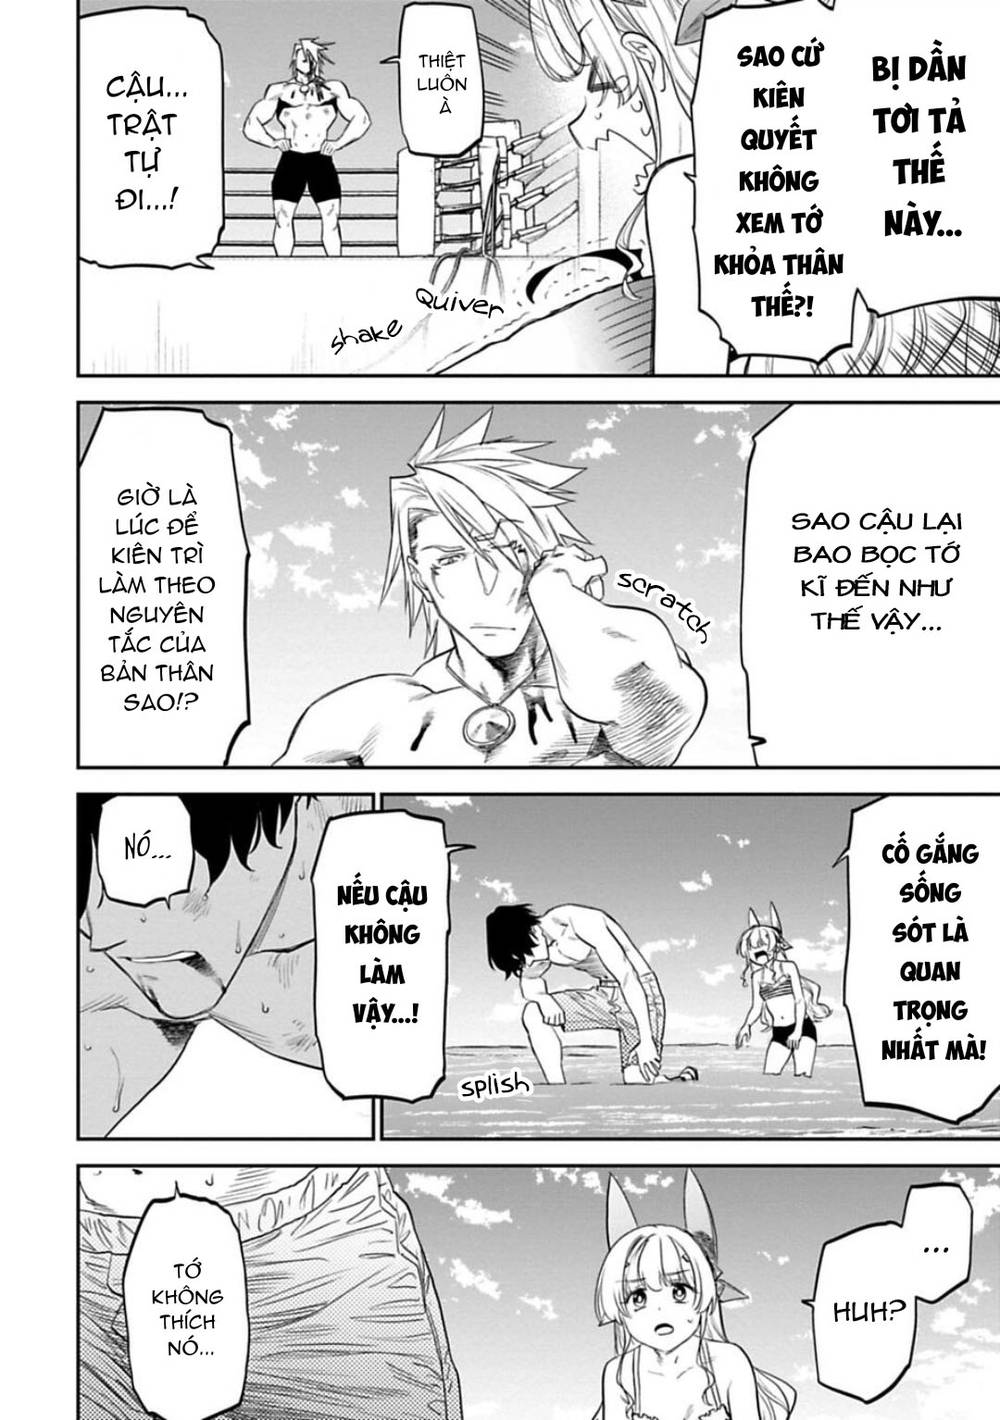 BỊ DẦN
TƠI TẢ
THẾ
NÀY...
SAO CỨ
KIÊN
QUYẾT
KHÔNG
XEM TỚ
KHỎA THÂN
THẾ?!
THIỆT
LUÔN
À
CẬU...
TRẬT
TỰ
ĐI...!
Quiver
shake
SAO CẬU LẠI
BAO BỌC TỚ
KĨ ĐẾN NHƯ
THẾ VẬY...
scratch
GIỜ LÀ
LÚC ĐỂ
KIÊN TRÌ
LÀM THEO
NGUYÊN
TẮC CỦA
BẢN THÂN
SAO!?
CỐ GẮNG
SỐNG
SÓT LÀ
QUAN
TRỌNG
NHẤT MÀ!
splish
NẾU CẬU
KHÔNG
LÀM
VẬY...!
NÓ...
...
HUH?
TỚ
KHÔNG
THÍCH
NÓ...